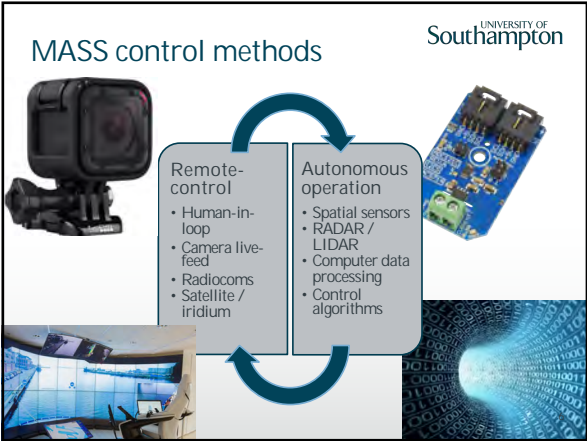 MASS control methods
UNIVERSITY OF
Southampton
Remote-
control
• Human-in-
loop
• Camera live-
feed
• Radiocoms
• Satellite /
iridium
Autonomous
operation
• Spatial sensors
• RADAR /
LIDAR
• Computer data
processing
• Control
algorithms